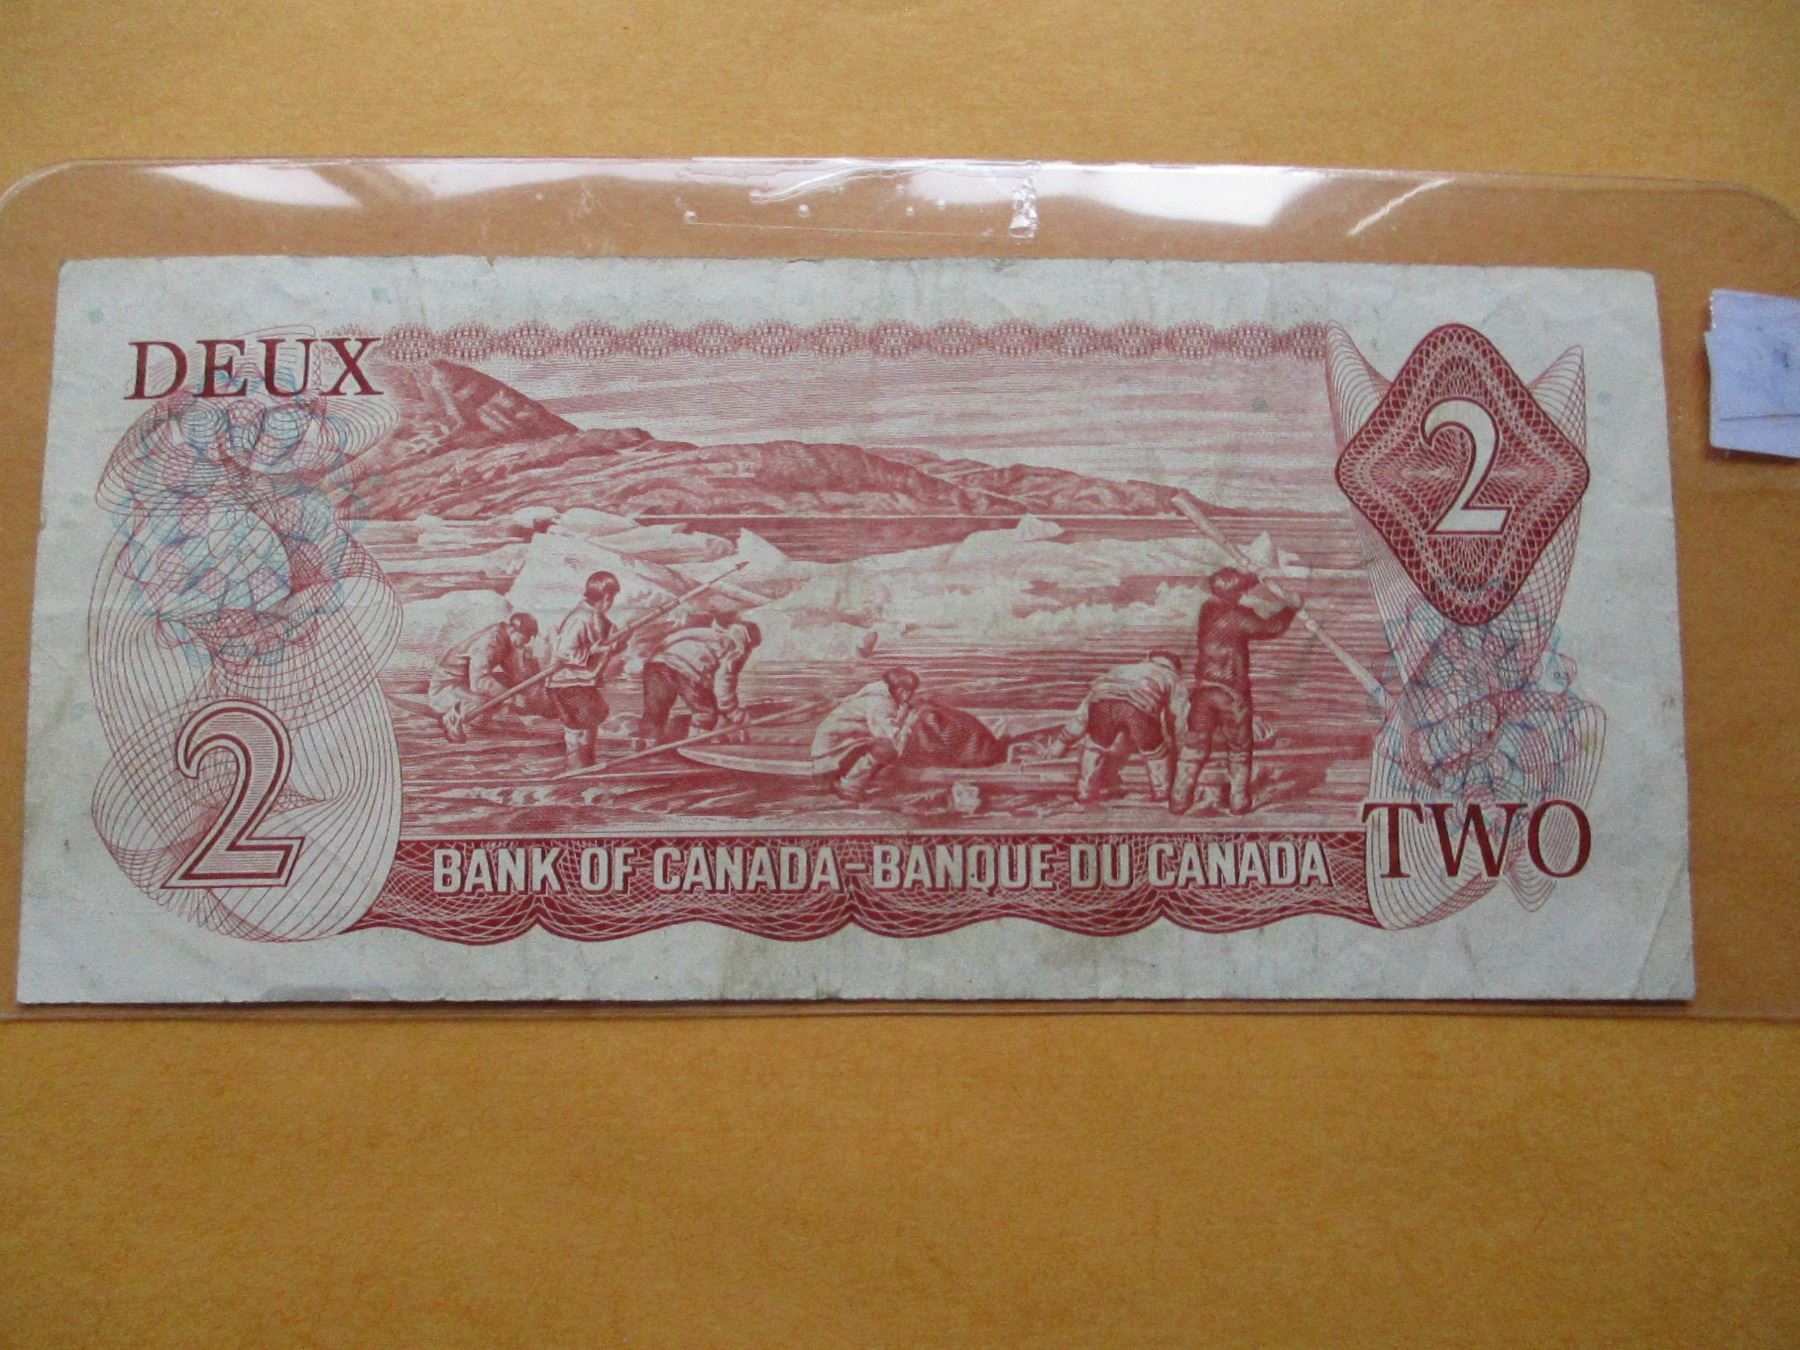 DEUX
2
2
BANK OF CANADA-BANQUE DU CANADA
TWO